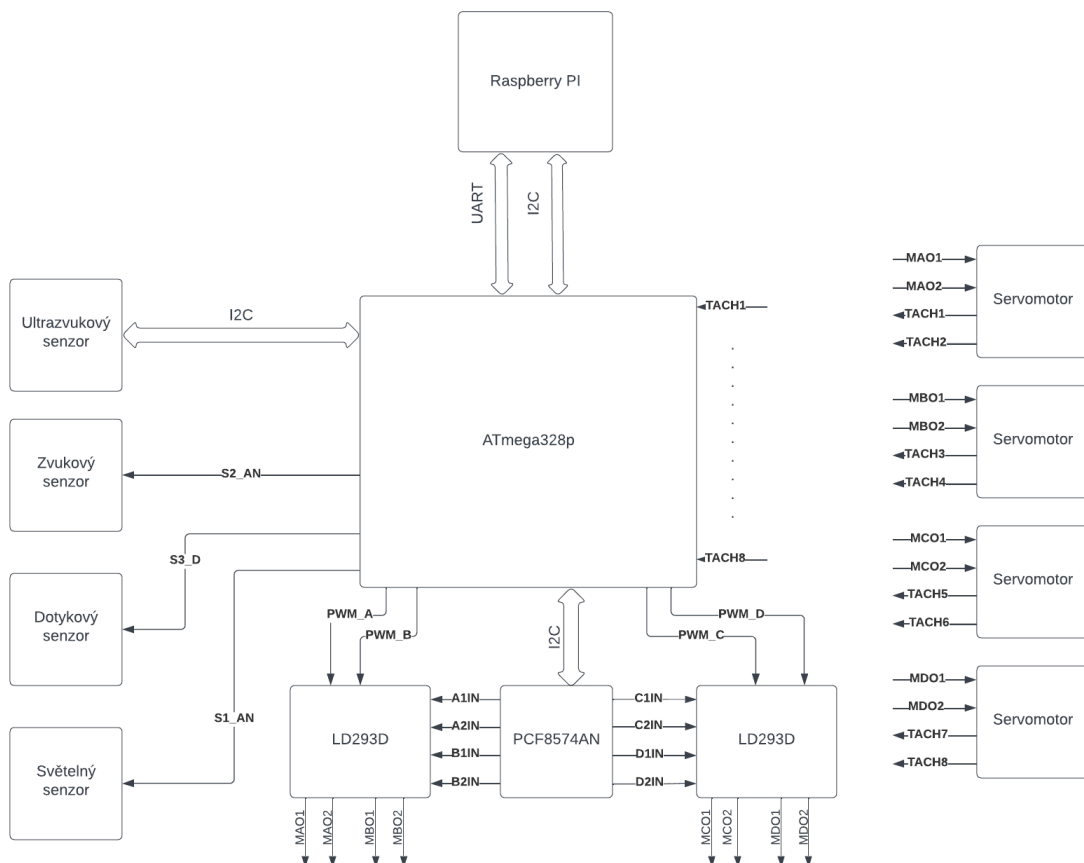 Raspberry PI
UART
I2C
Ultrazvukový
senzor
I2C
Zvukový
senzor
S2_AN
Dotykový
senzor
S3_D
Světelný
senzor
S1_AN
ATmega328p
TACH1
TACH8
PWM_A
PWM_B
I2C
PWM_D
PWM_C
LD293D
A1IN
A2IN
B1IN
B2IN
PCF8574AN
C1IN
C2IN
D1IN
D2IN
LD293D
MAO1
MAO2
MBO1
MBO2
MCO1
MCO2
MDO1
MDO2
MAO1
MAO2
TACH1
TACH2
Servomotor
MBO1
MBO2
TACH3
TACH4
Servomotor
MCO1
MCO2
TACH5
TACH6
Servomotor
MDO1
MDO2
TACH7
TACH8
Servomotor